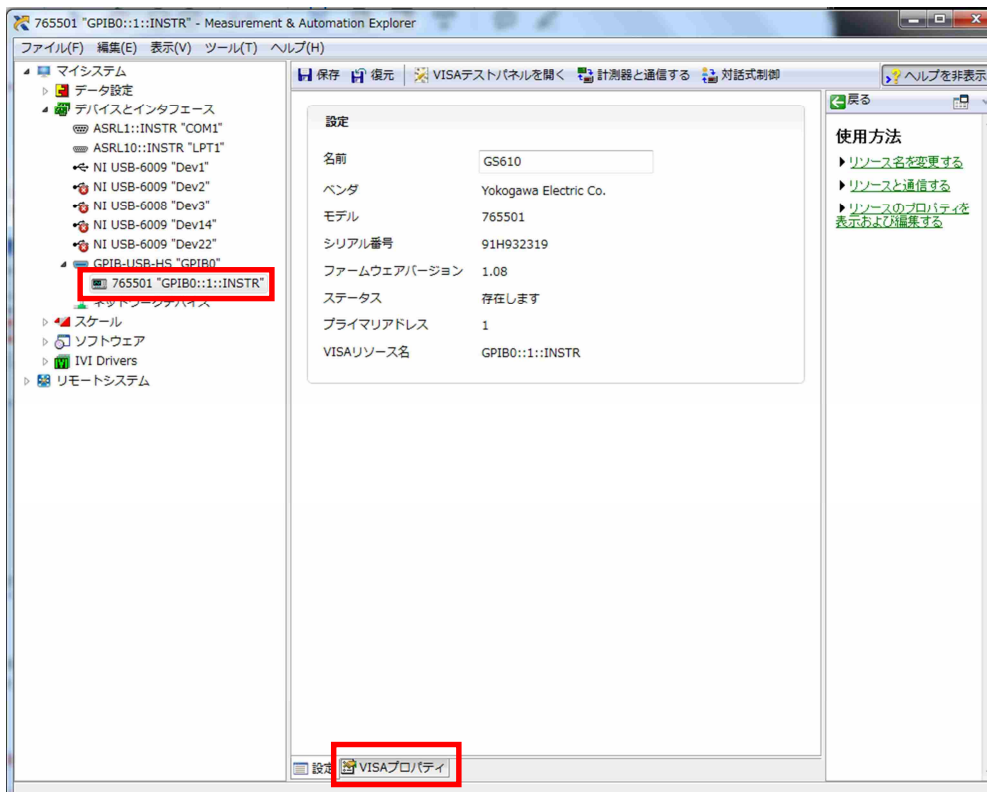 765501 "GPIB0::1::INSTR" - Measurement & Automation Explorer
ファイル(F) 編集(E) 表示(V) ツール(T) ヘルプ(H)
マイシステム
データ設定
デバイスとインタフェース
ASRL1::INSTR "COM1"
ASRL10::INSTR "LPT1"
NI USB-6009 "Dev1"
NI USB-6009 "Dev2"
NI USB-6008 "Dev3"
NI USB-6009 "Dev14"
NI USB-6009 "Dev22"
GPIB-USB-HS "GPIB0"
765501 "GPIB0::1::INSTR"
ネットワークデバイス
スケール
ソフトウェア
IVI Drivers
リモートシステム
保存 復元 VISAテストパネルを開く 計測器と通信する 対話式制御 ヘルプを非表示
設定
名前 GS610
ベンダ Yokogawa Electric Co.
モデル 765501
シリアル番号 91H932319
ファームウェアバージョン 1.08
ステータス 存在します
プライマリアドレス 1
VISAリソース名 GPIB0::1::INSTR
設定 VISAプロパティ
戻る
使用方法
リソース名を変更する
リソースと通信する
リソースのプロパティを
表示および編集する